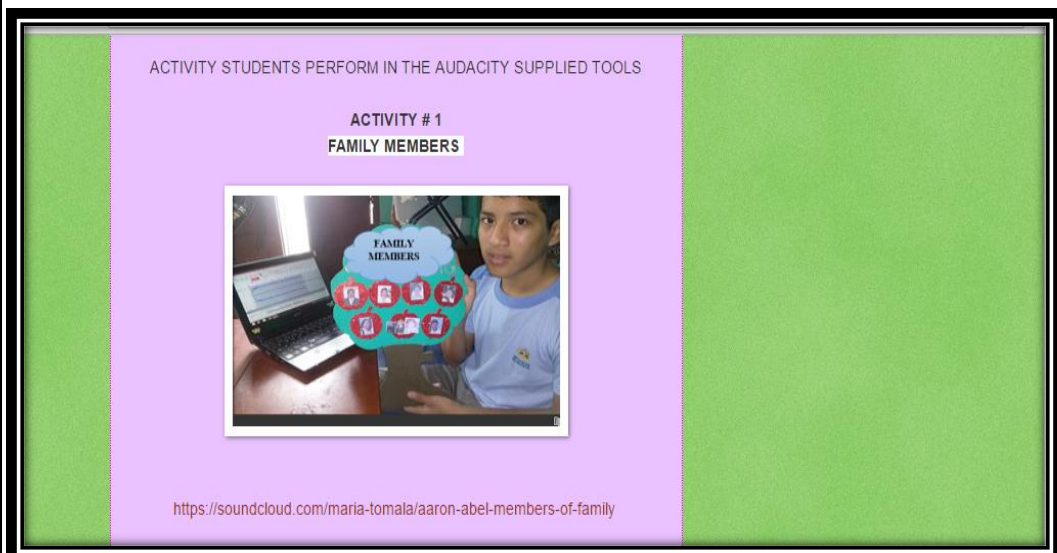 ACTIVITY STUDENTS PERFORM IN THE AUDACITY SUPPLIED TOOLS
ACTIVITY # 1
FAMILY MEMBERS
FAMILY
MEMBERS
https://soundcloud.com/maria-tomala/aaron-abel-members-of-family